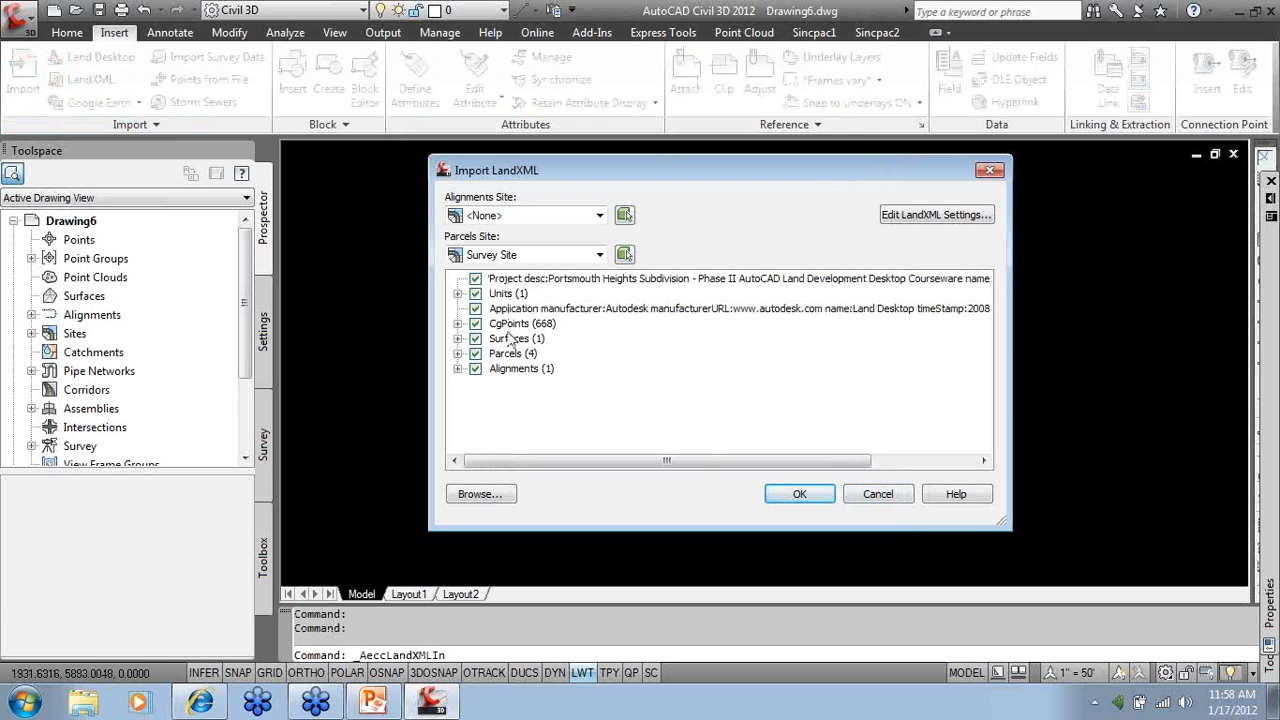 Civil 3D
0
AutoCAD Civil 3D 2012 Drawing6.dwg
Type a keyword or phrase
3D
Home Insert Annotate Modify Analyze View Output Manage Help Online Add-Ins Express Tools Point Cloud Sincpac1 Sincpac2
Import
Land Desktop
LandXML
Google Earth
Import Survey Data
Points from File
Storm Sewers
Insert
Create
Block Editor
Define Attributes
Edit Attribute
Manage
Synchronize
Retain Attribute Display
Attach
Clip
Adjust
Underlay Layers
*Frames vary*
Snap to Underlays ON
Field
Update Fields
OLE Object
Hyperlink
Data Link
Insert
Edit
Import Block Attributes Reference Data Linking & Extraction Connection Point
Toolspace
Active Drawing View
Drawing6
Points
Point Groups
Point Clouds
Surfaces
Alignments
Sites
Catchments
Pipe Networks
Corridors
Assemblies
Intersections
Survey
View Frame Groups
Prospector
Settings
Survey
Toolbox
Import LandXML
Alignments Site:
<None>
Edit LandXML Settings...
Parcels Site:
Survey Site
'Project desc:Portsmouth Heights Subdivision - Phase II AutoCAD Land Development Desktop Courseware name
Units (1)
Application manufacturer:Autodesk manufacturerURL:www.autodesk.com name:Land Desktop timeStamp:2008
CgPoints (668)
Surfaces (1)
Parcels (4)
Alignments (1)
Browse...
OK
Cancel
Help
Model Layout1 Layout2
Properties
Command:
Command:
Command: _AeccLandXMLIn
1931.6316, 5893.0048, 0.0000 INFER SNAP GRID ORTHO POLAR OSNAP 3DOSNAP OTRACK DUCS DYN LWT TPY QP SC MODEL 1" = 50'
11:58 AM
1/17/2012